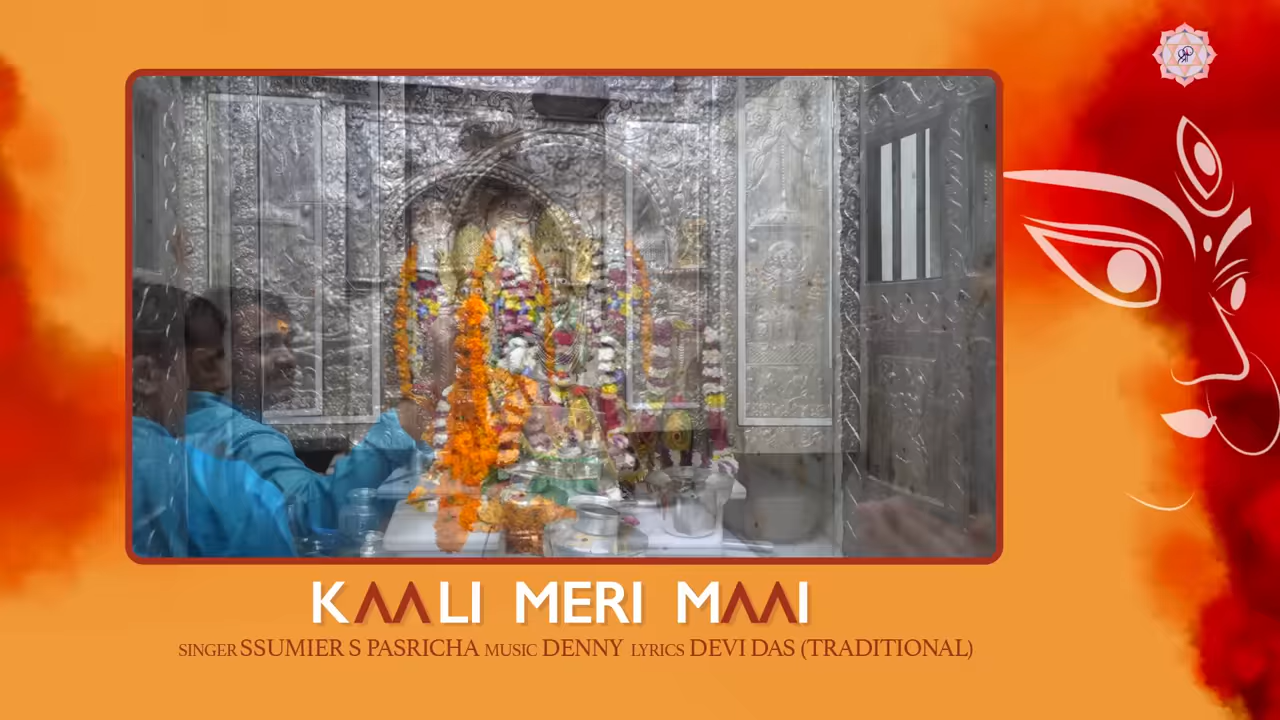 KAALI MERI MAAI
SINGER SSUMIER S PASRICHA MUSIC DENNY LYRICS DEVI DAS (TRADITIONAL)